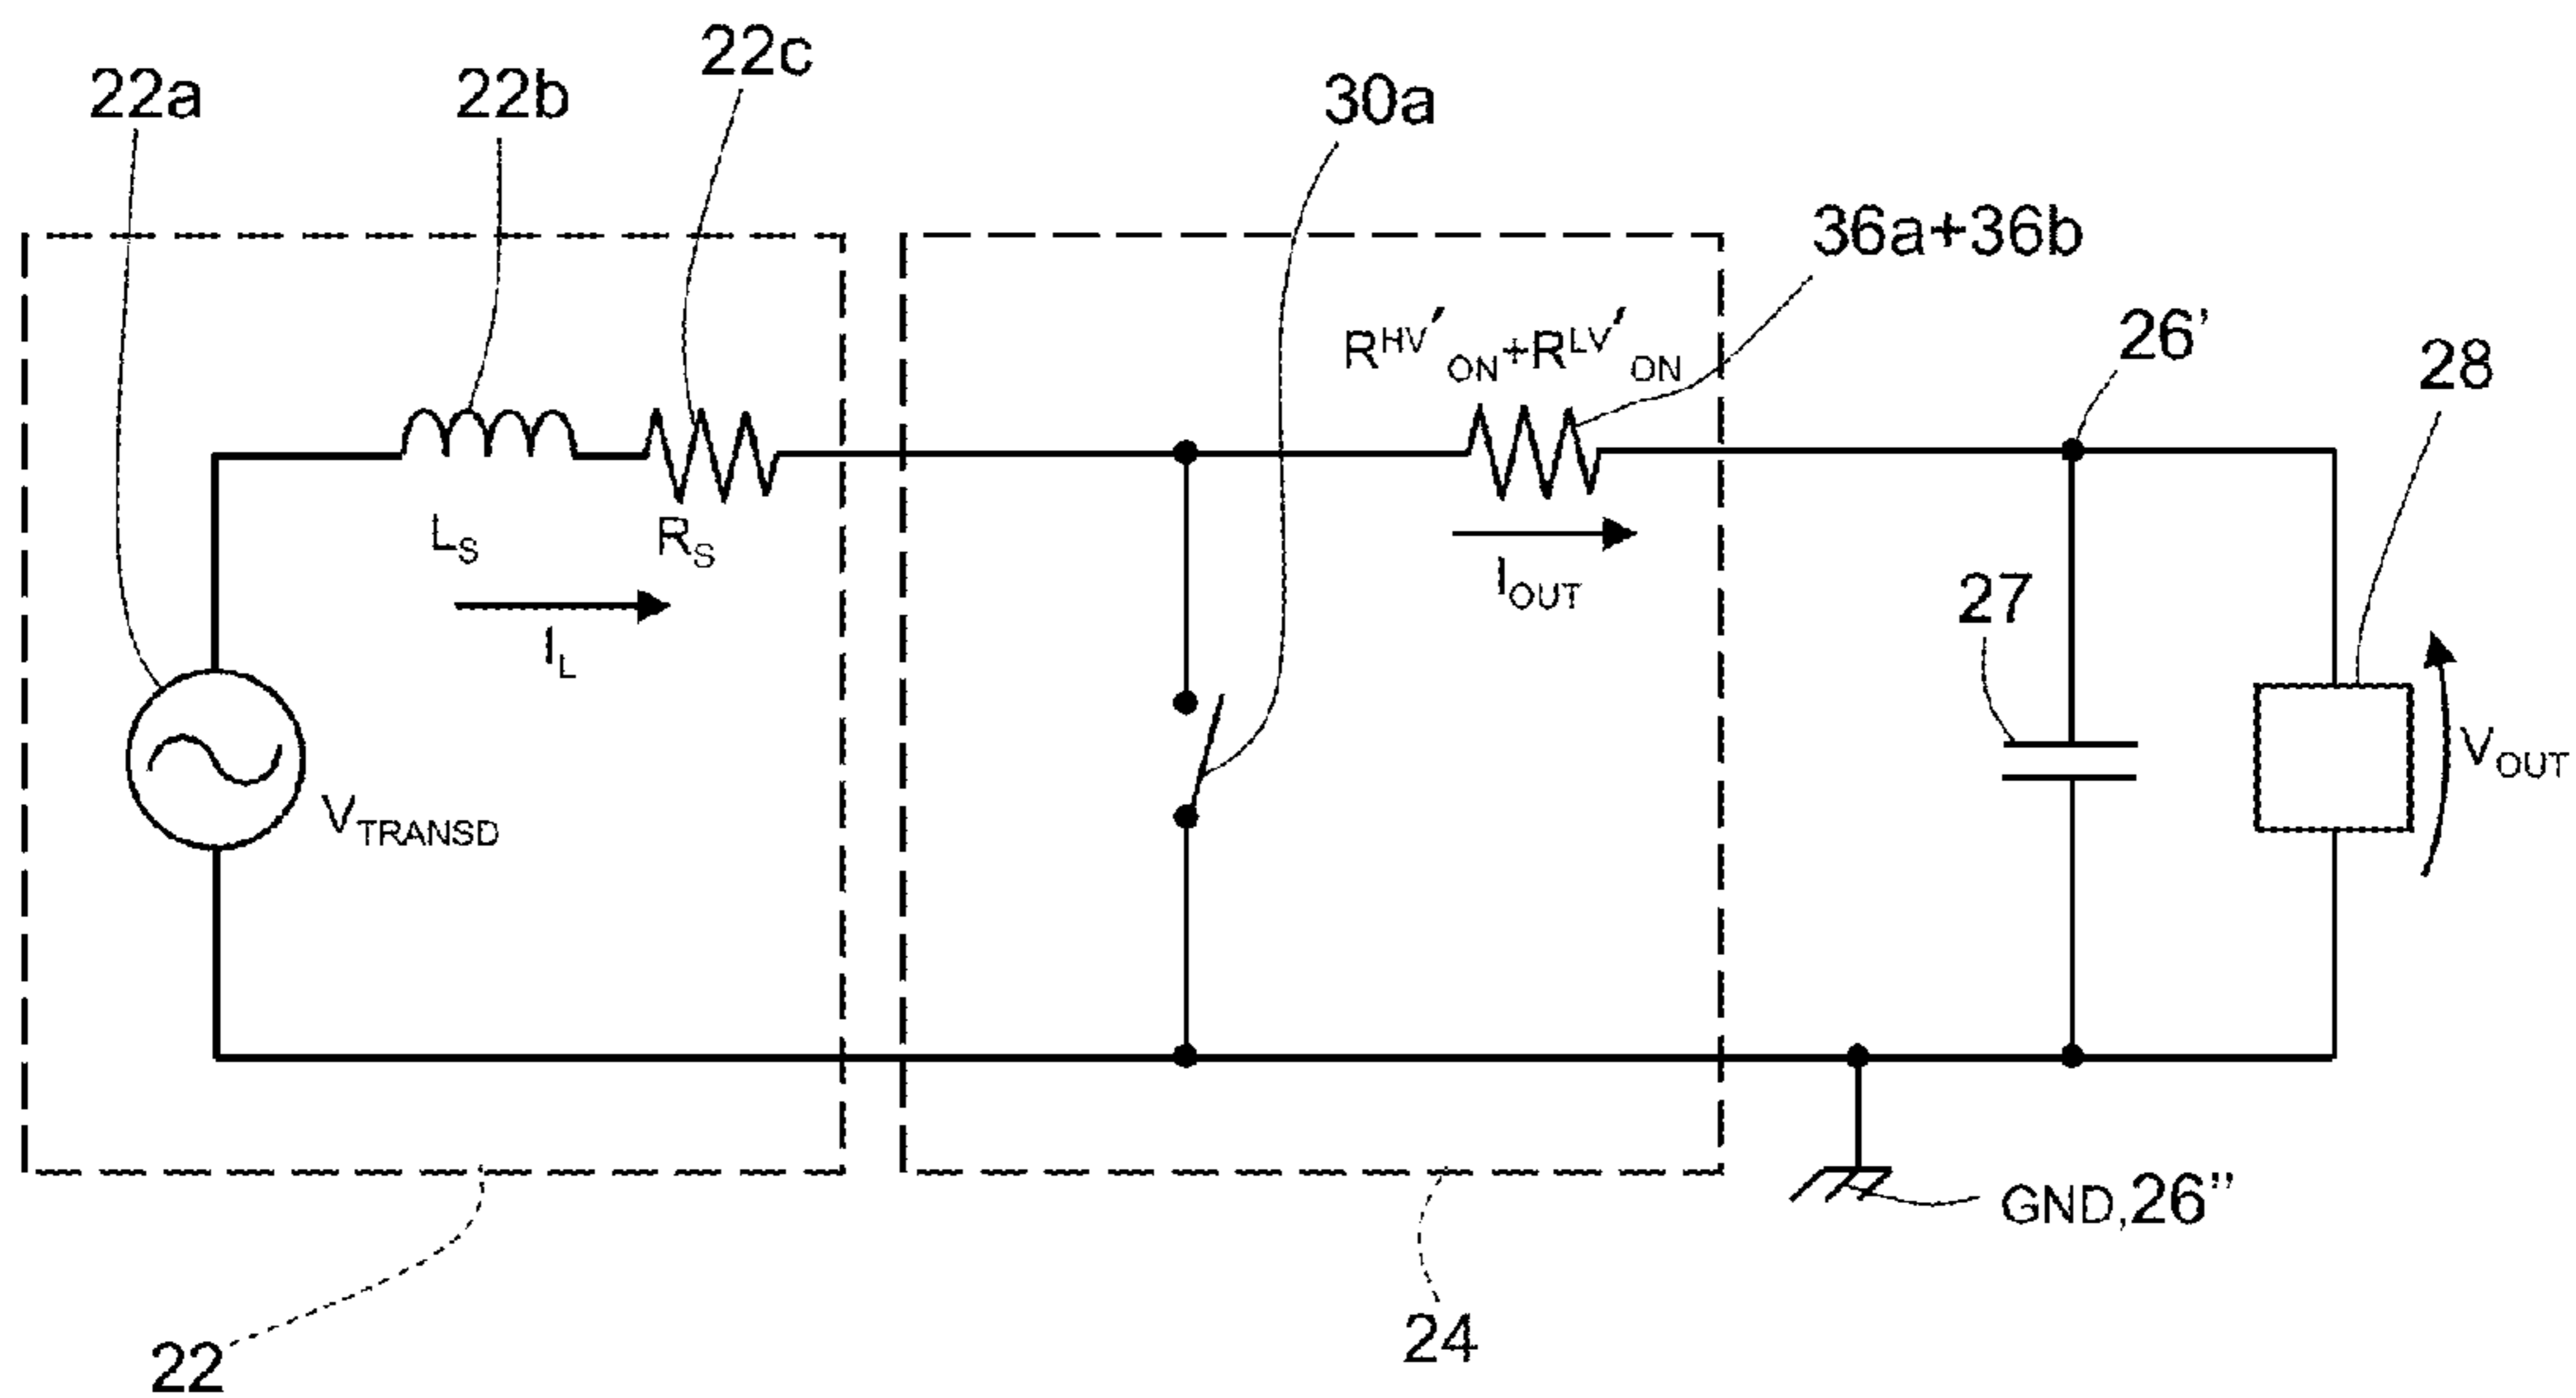 22a
22b
22c
30a
36a+36b
R^HV'_ON+R^LV'_ON
26’
28
L_S
R_S
I_OUT
27
I_L
V_OUT
V_TRANSD
GND,26”
24
22